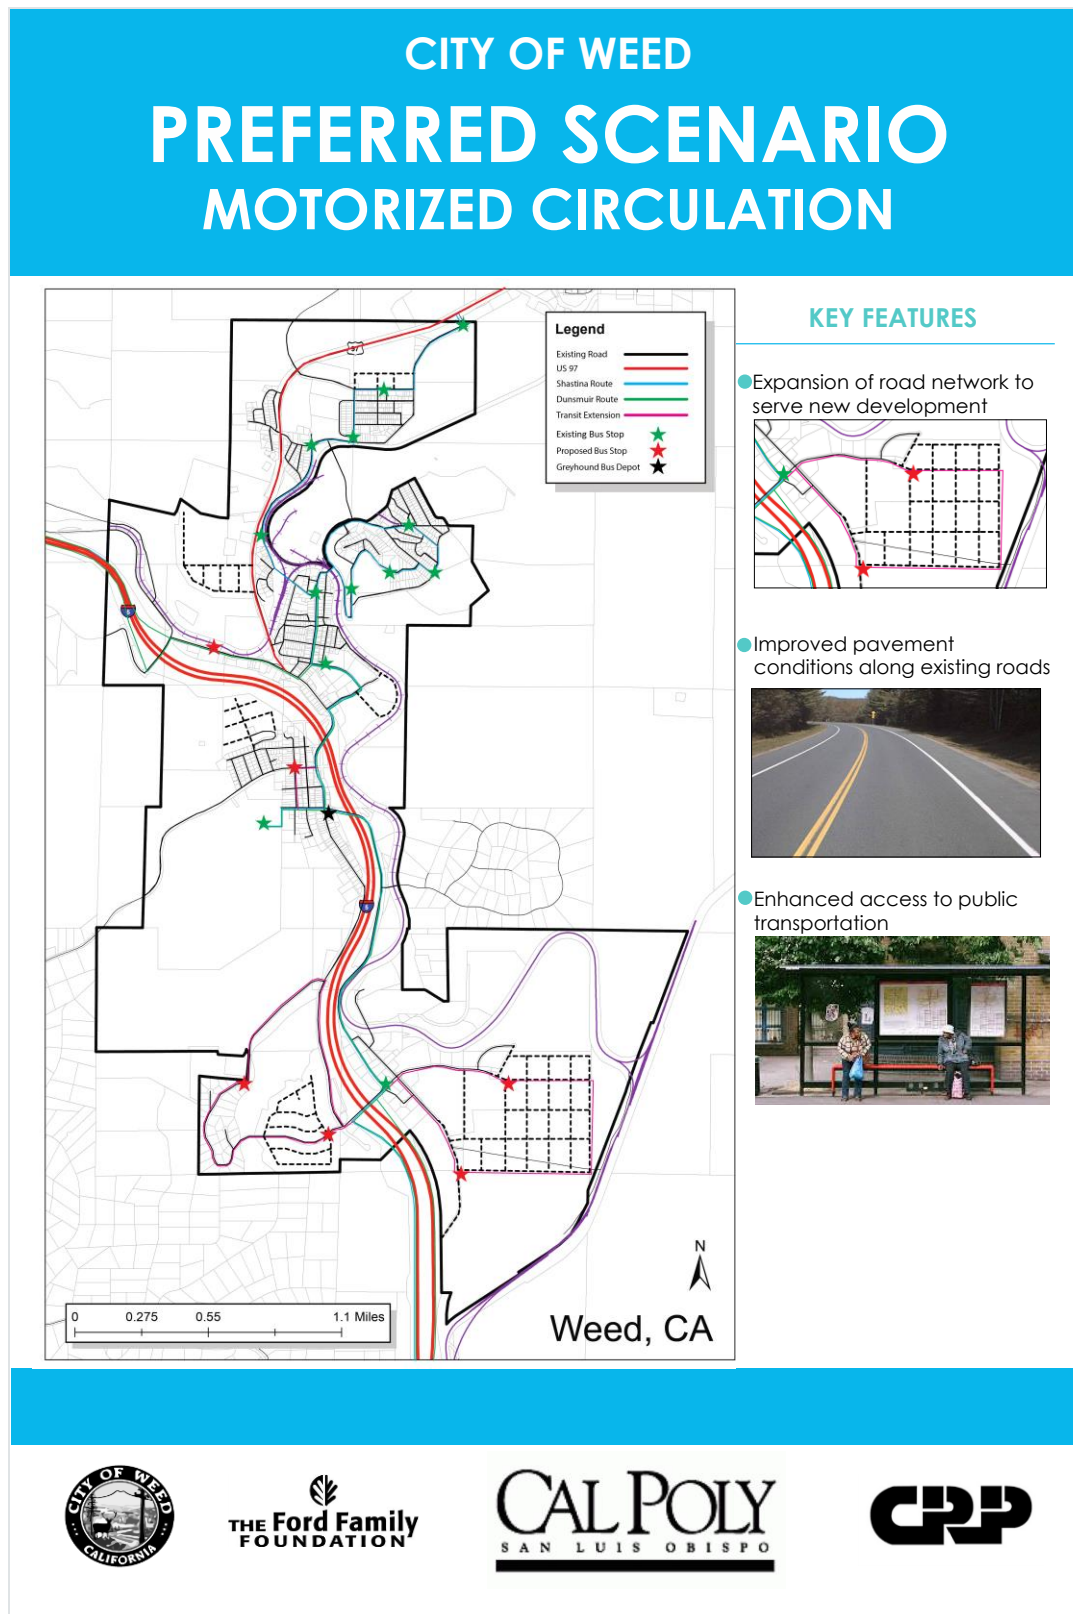 CITY OF WEED
PREFERRED SCENARIO
MOTORIZED CIRCULATION
Legend
Existing Road
US 97
Shastina Route
Dunsmuir Route
Transit Extension
Existing Bus Stop
Proposed Bus Stop
Greyhound Bus Depot
97
5
5
N
0 0.275 0.55 1.1 Miles
Weed, CA
KEY FEATURES
Expansion of road network to
serve new development
Improved pavement
conditions along existing roads
Enhanced access to public
transportation
CITY OF WEED
CALIFORNIA
THE Ford Family
FOUNDATION
CAL POLY
SAN LUIS OBISPO
CRP